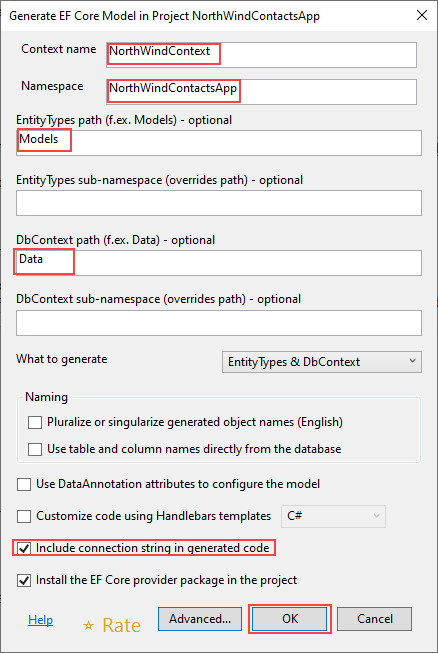 Generate EF Core Model in Project NorthWindContactsApp
Context name NorthWindContext
Namespace NorthWindContactsApp
EntityTypes path (f.ex. Models) - optional
Models
EntityTypes sub-namespace (overrides path) - optional
DbContext path (f.ex. Data) - optional
Data
DbContext sub-namespace (overrides path) - optional
What to generate EntityTypes & DbContext
Naming
Pluralize or singularize generated object names (English)
Use table and column names directly from the database
Use DataAnnotation attributes to configure the model
Customize code using Handlebars templates C#
Include connection string in generated code
Install the EF Core provider package in the project
Help Rate Advanced... OK Cancel